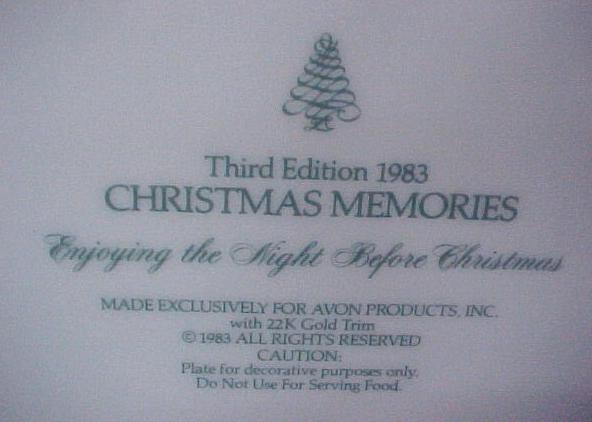 Third Edition 1983
CHRISTMAS MEMORIES
Enjoying the Night Before Christmas
MADE EXCLUSIVELY FOR AVON PRODUCTS, INC.
with 22K Gold Trim
© 1983 ALL RIGHTS RESERVED
CAUTION:
Plate for decorative purposes only.
Do Not Use For Serving Food.